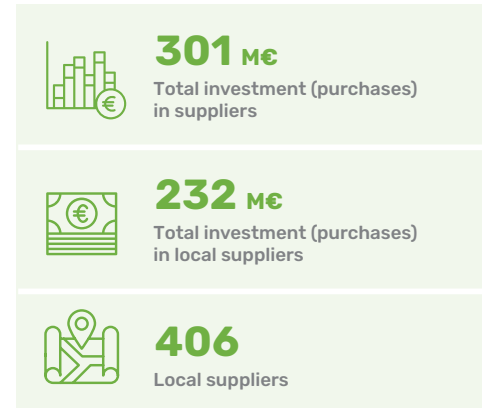 301 M€
Total investment (purchases)
in suppliers
€
232 M€
Total investment (purchases)
in local suppliers
€
406
Local suppliers